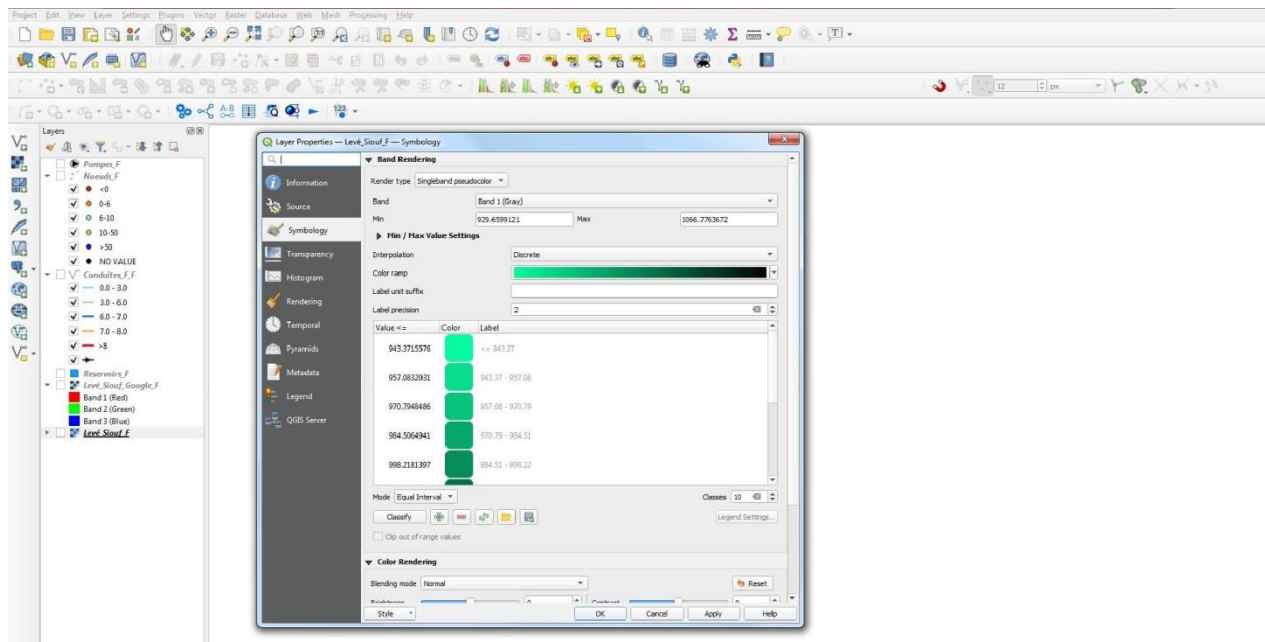 Project Edit View Layer Settings Plugins Vector Raster Database Web Mesh Processing Help
12 px
Layers
Pompes_F
Noeuds_F
<0
0-6
6-10
10-50
>50
NO VALUE
Conduites_F_F
0.0 - 3.0
3.0 - 6.0
6.0 - 7.0
7.0 - 8.0
>8
Reservoirs_F
Levé_Siouf_Google_F
Band 1 (Red)
Band 2 (Green)
Band 3 (Blue)
Levé_Siouf_F
Layer Properties — Levé_Siouf_F — Symbology
Information
Source
Symbology
Transparency
Histogram
Rendering
Temporal
Pyramids
Metadata
Legend
QGIS Server
Band Rendering
Render type Singleband pseudocolor
Band Band 1 (Gray)
Min 929.6599121 Max 1066.7763672
Min / Max Value Settings
Interpolation Discrete
Color ramp
Label unit suffix
Label precision 2
Value <= Color Label
943.3715576 <= 943.37
957.0832031 943.37 - 957.08
970.7948486 957.08 - 970.79
984.5064941 970.79 - 984.51
998.2181397 984.51 - 998.22
Mode Equal Interval Classes 10
Classify Legend Settings...
Clip out of range values
Color Rendering
Blending mode Normal Reset
Style OK Cancel Apply Help